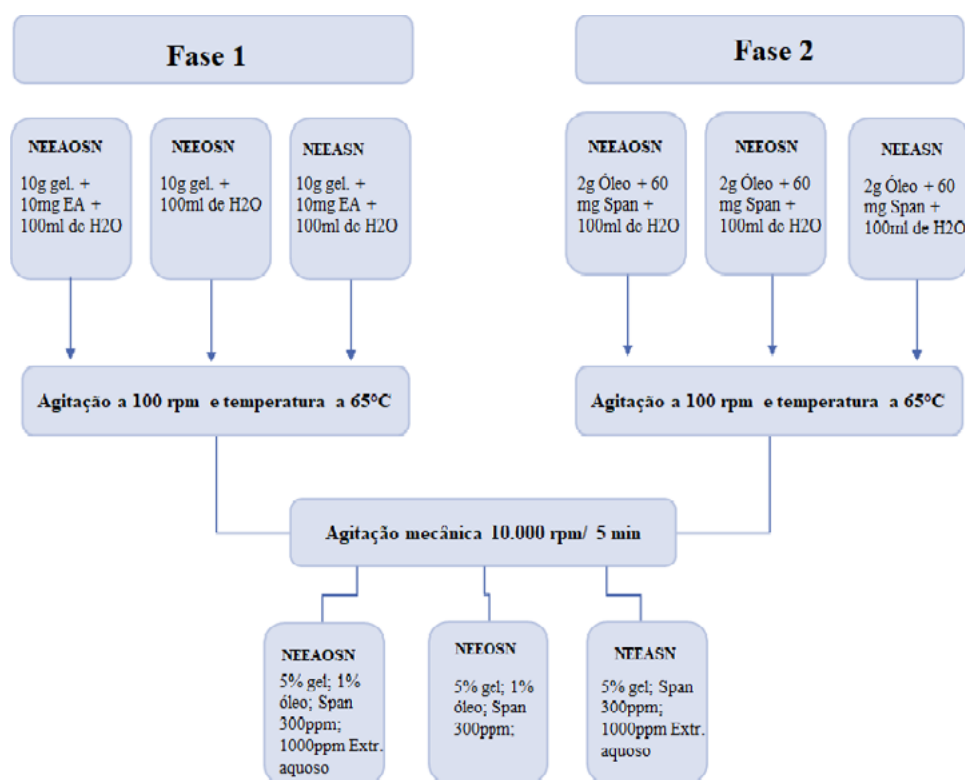 Fase 1
Fase 2
NEEAOSN
10g gel. +
10mg EA +
100ml de H2O
NEEOSN
10g gel. +
100ml de H2O
NEEASN
10g gel. +
10mg EA +
100ml de H2O
NEEAOSN
2g Óleo + 60
mg Span +
100ml de H2O
NEEOSN
2g Óleo + 60
mg Span +
100ml de H2O
NEEASN
2g Óleo + 60
mg Span +
100ml de H2O
Agitação a 100 rpm e temperatura a 65°C
Agitação a 100 rpm e temperatura a 65°C
Agitação mecânica 10.000 rpm/ 5 min
NEEAOSN
5% gel; 1%
óleo; Span
300ppm;
1000ppm Extr.
aquoso
NEEOSN
5% gel; 1%
óleo; Span
300ppm;
NEEASN
5% gel; Span
300ppm;
1000ppm Extr.
aquoso